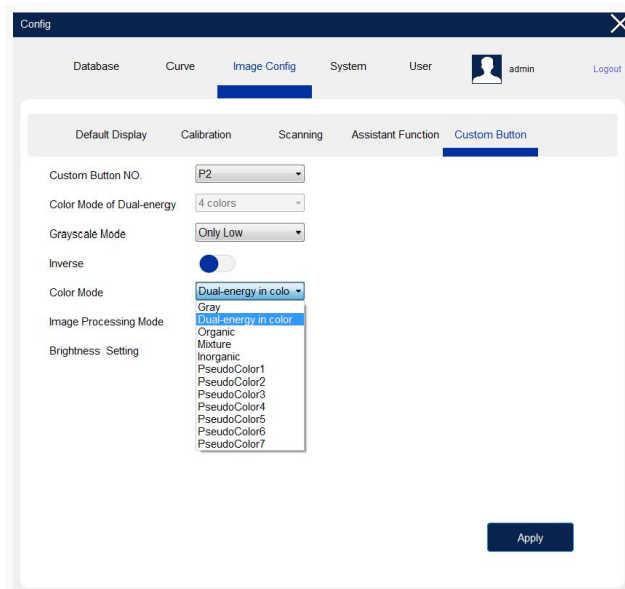 Config
Database Curve Image Config System User admin Logout
Default Display Calibration Scanning Assistant Function Custom Button
Custom Button NO. P2
Color Mode of Dual-energy 4 colors
Grayscale Mode Only Low
Inverse
Color Mode Dual-energy in colo
Gray
Dual-energy in color
Organic
Image Processing Mode
Mixture
Inorganic
Brightness Setting
PseudoColor1
PseudoColor2
PseudoColor3
PseudoColor4
PseudoColor5
PseudoColor6
PseudoColor7
Apply